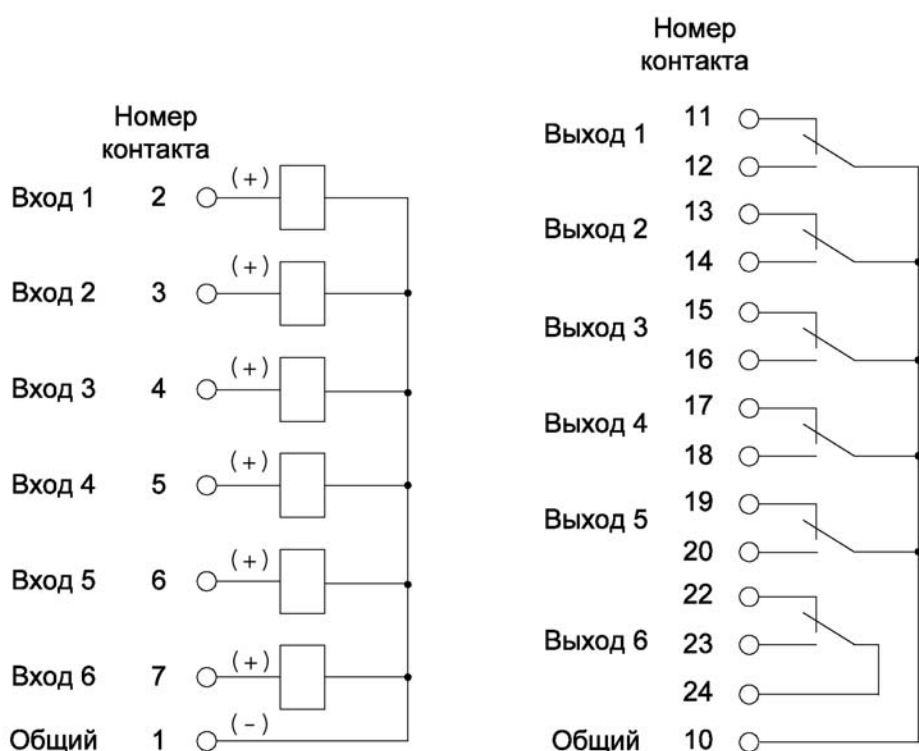 Номер
контакта
Вход 1 2 (+)
Вход 2 3 (+)
Вход 3 4 (+)
Вход 4 5 (+)
Вход 5 6 (+)
Вход 6 7 (+)
Общий 1 (-)
Номер
контакта
Выход 1 11
12
Выход 2 13
14
Выход 3 15
16
Выход 4 17
18
Выход 5 19
20
22
Выход 6 23
24
Общий 10